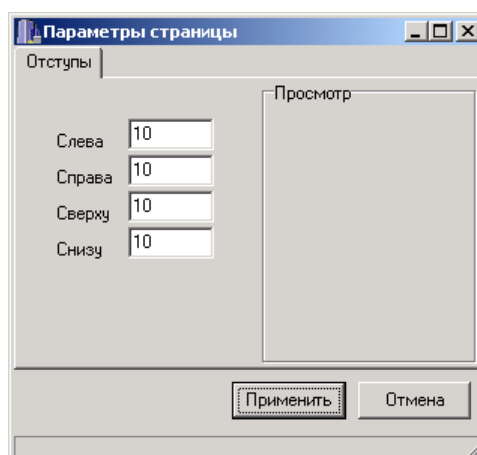 Параметры страницы
Отступы
Просмотр
Слева 10
Справа 10
Сверху 10
Снизу 10
Применить Отмена